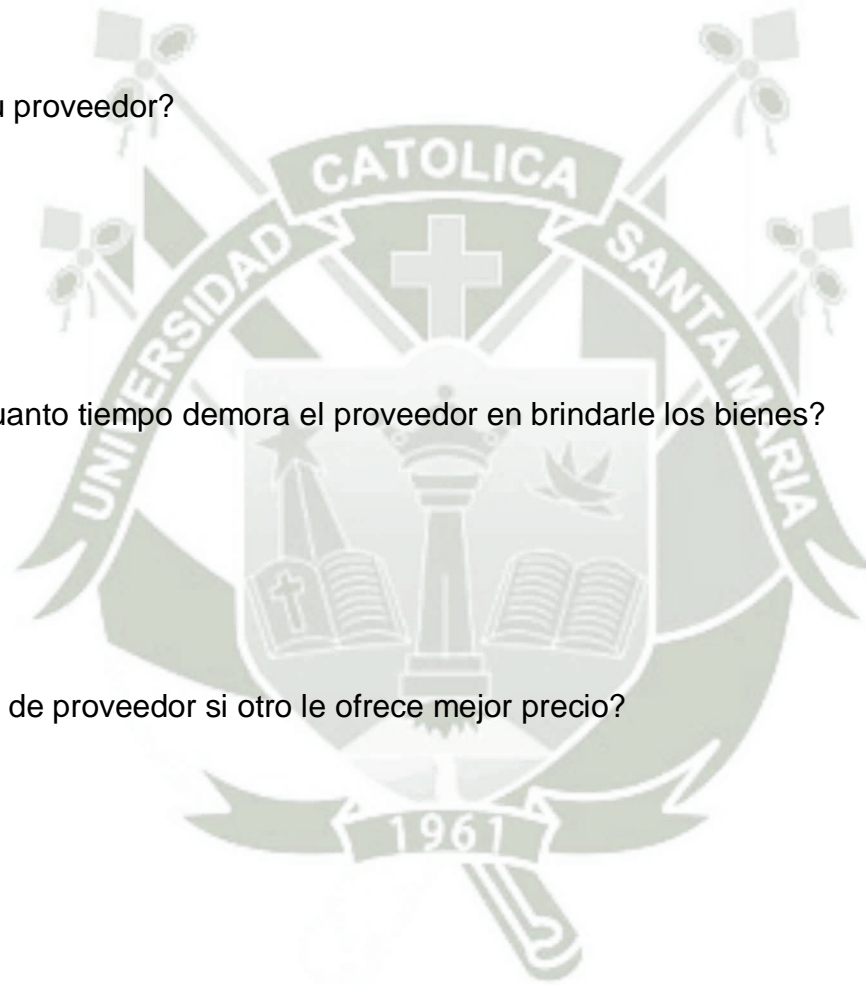 u proveedor?
CATOLICA
UNIVERSIDAD
SANTA MARIA
uanto tiempo demora el proveedor en brindarle los bienes?
de proveedor si otro le ofrece mejor precio?
1961